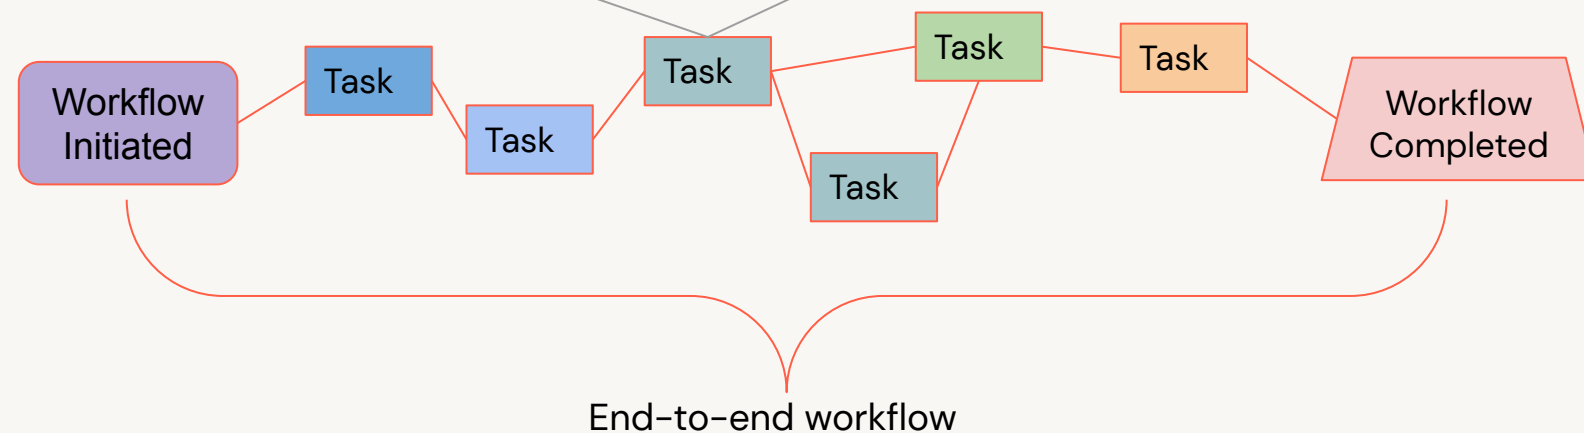 Workflow
Initiated
Task
Task
Task
Task
Task
Task
Workflow
Completed
End-to-end workflow